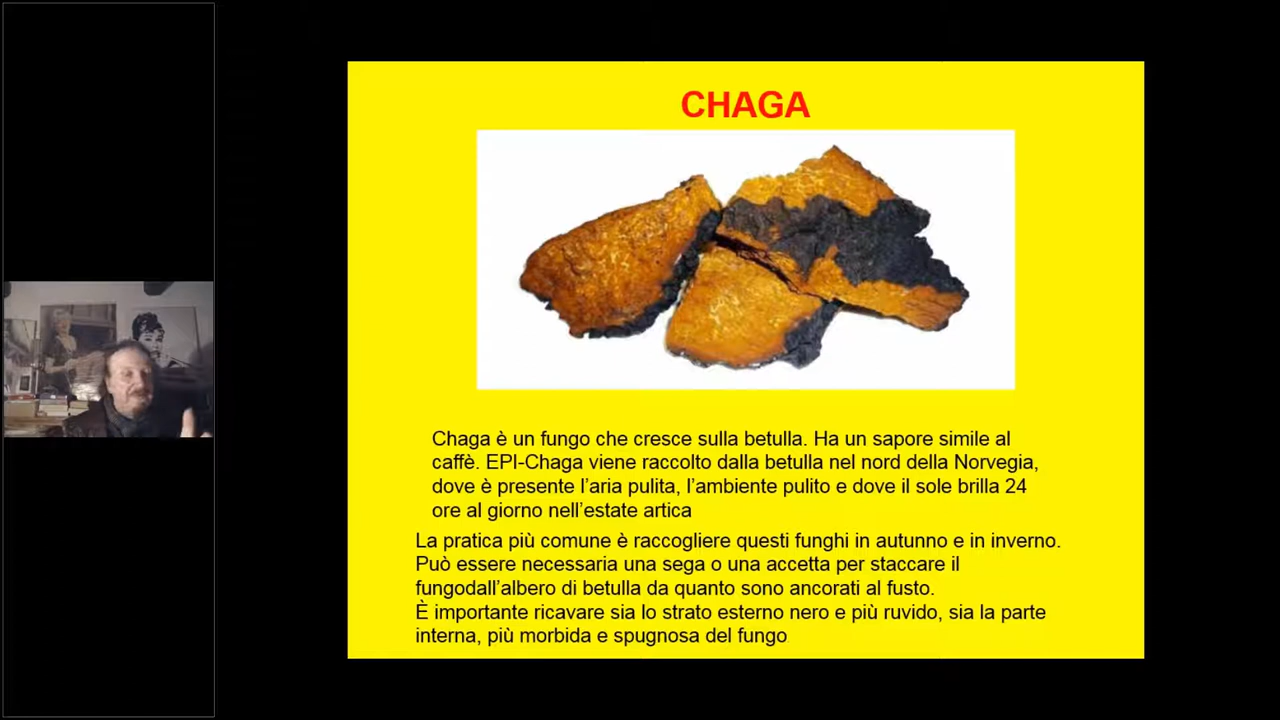 CHAGA
Chaga è un fungo che cresce sulla betulla. Ha un sapore simile al
caffè. EPI-Chaga viene raccolto dalla betulla nel nord della Norvegia,
dove è presente l'aria pulita, l'ambiente pulito e dove il sole brilla 24
ore al giorno nell'estate artica
La pratica più comune è raccogliere questi funghi in autunno e in inverno.
Può essere necessaria una sega o una accetta per staccare il
fungodall'albero di betulla da quanto sono ancorati al fusto.
È importante ricavare sia lo strato esterno nero e più ruvido, sia la parte
interna, più morbida e spugnosa del fungo